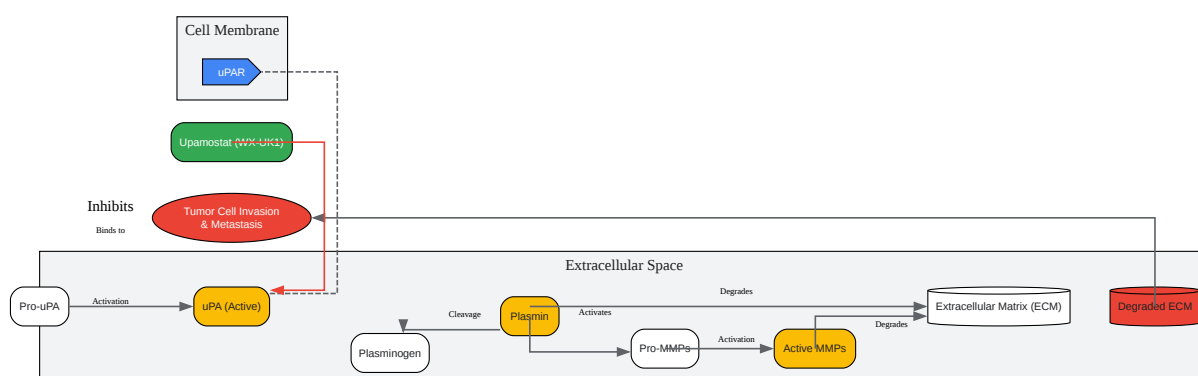 Cell Membrane
uPAR
Upamostat (WX-UK1)
Inhibits
Binds to
Tumor Cell Invasion
& Metastasis
Extracellular Space
Pro-uPA
Activation
uPA (Active)
Plasminogen
Cleavage
Plasmin
Activates
Degrades
Pro-MMPs
Activation
Active MMPs
Degrades
Extracellular Matrix (ECM)
Degraded ECM